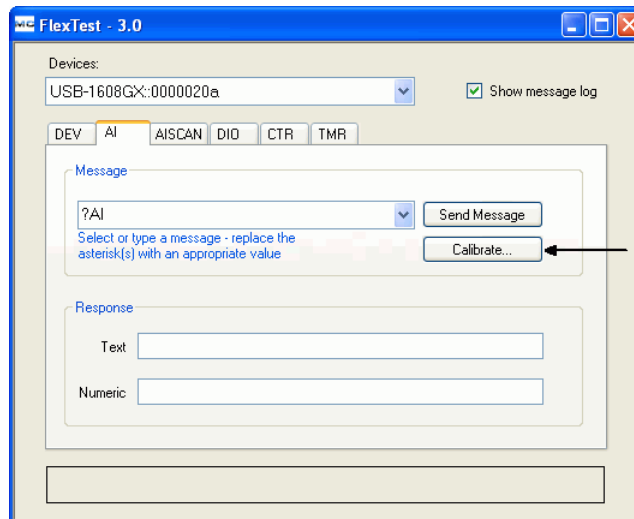 MC FlexTest - 3.0
Devices:
USB-1608GX::0000020a
Show message log
DEV AI AISCAN DIO CTR TMR
Message
?AI
Send Message
Select or type a message - replace the
asterisk(s) with an appropriate value
Calibrate...
Response
Text
Numeric